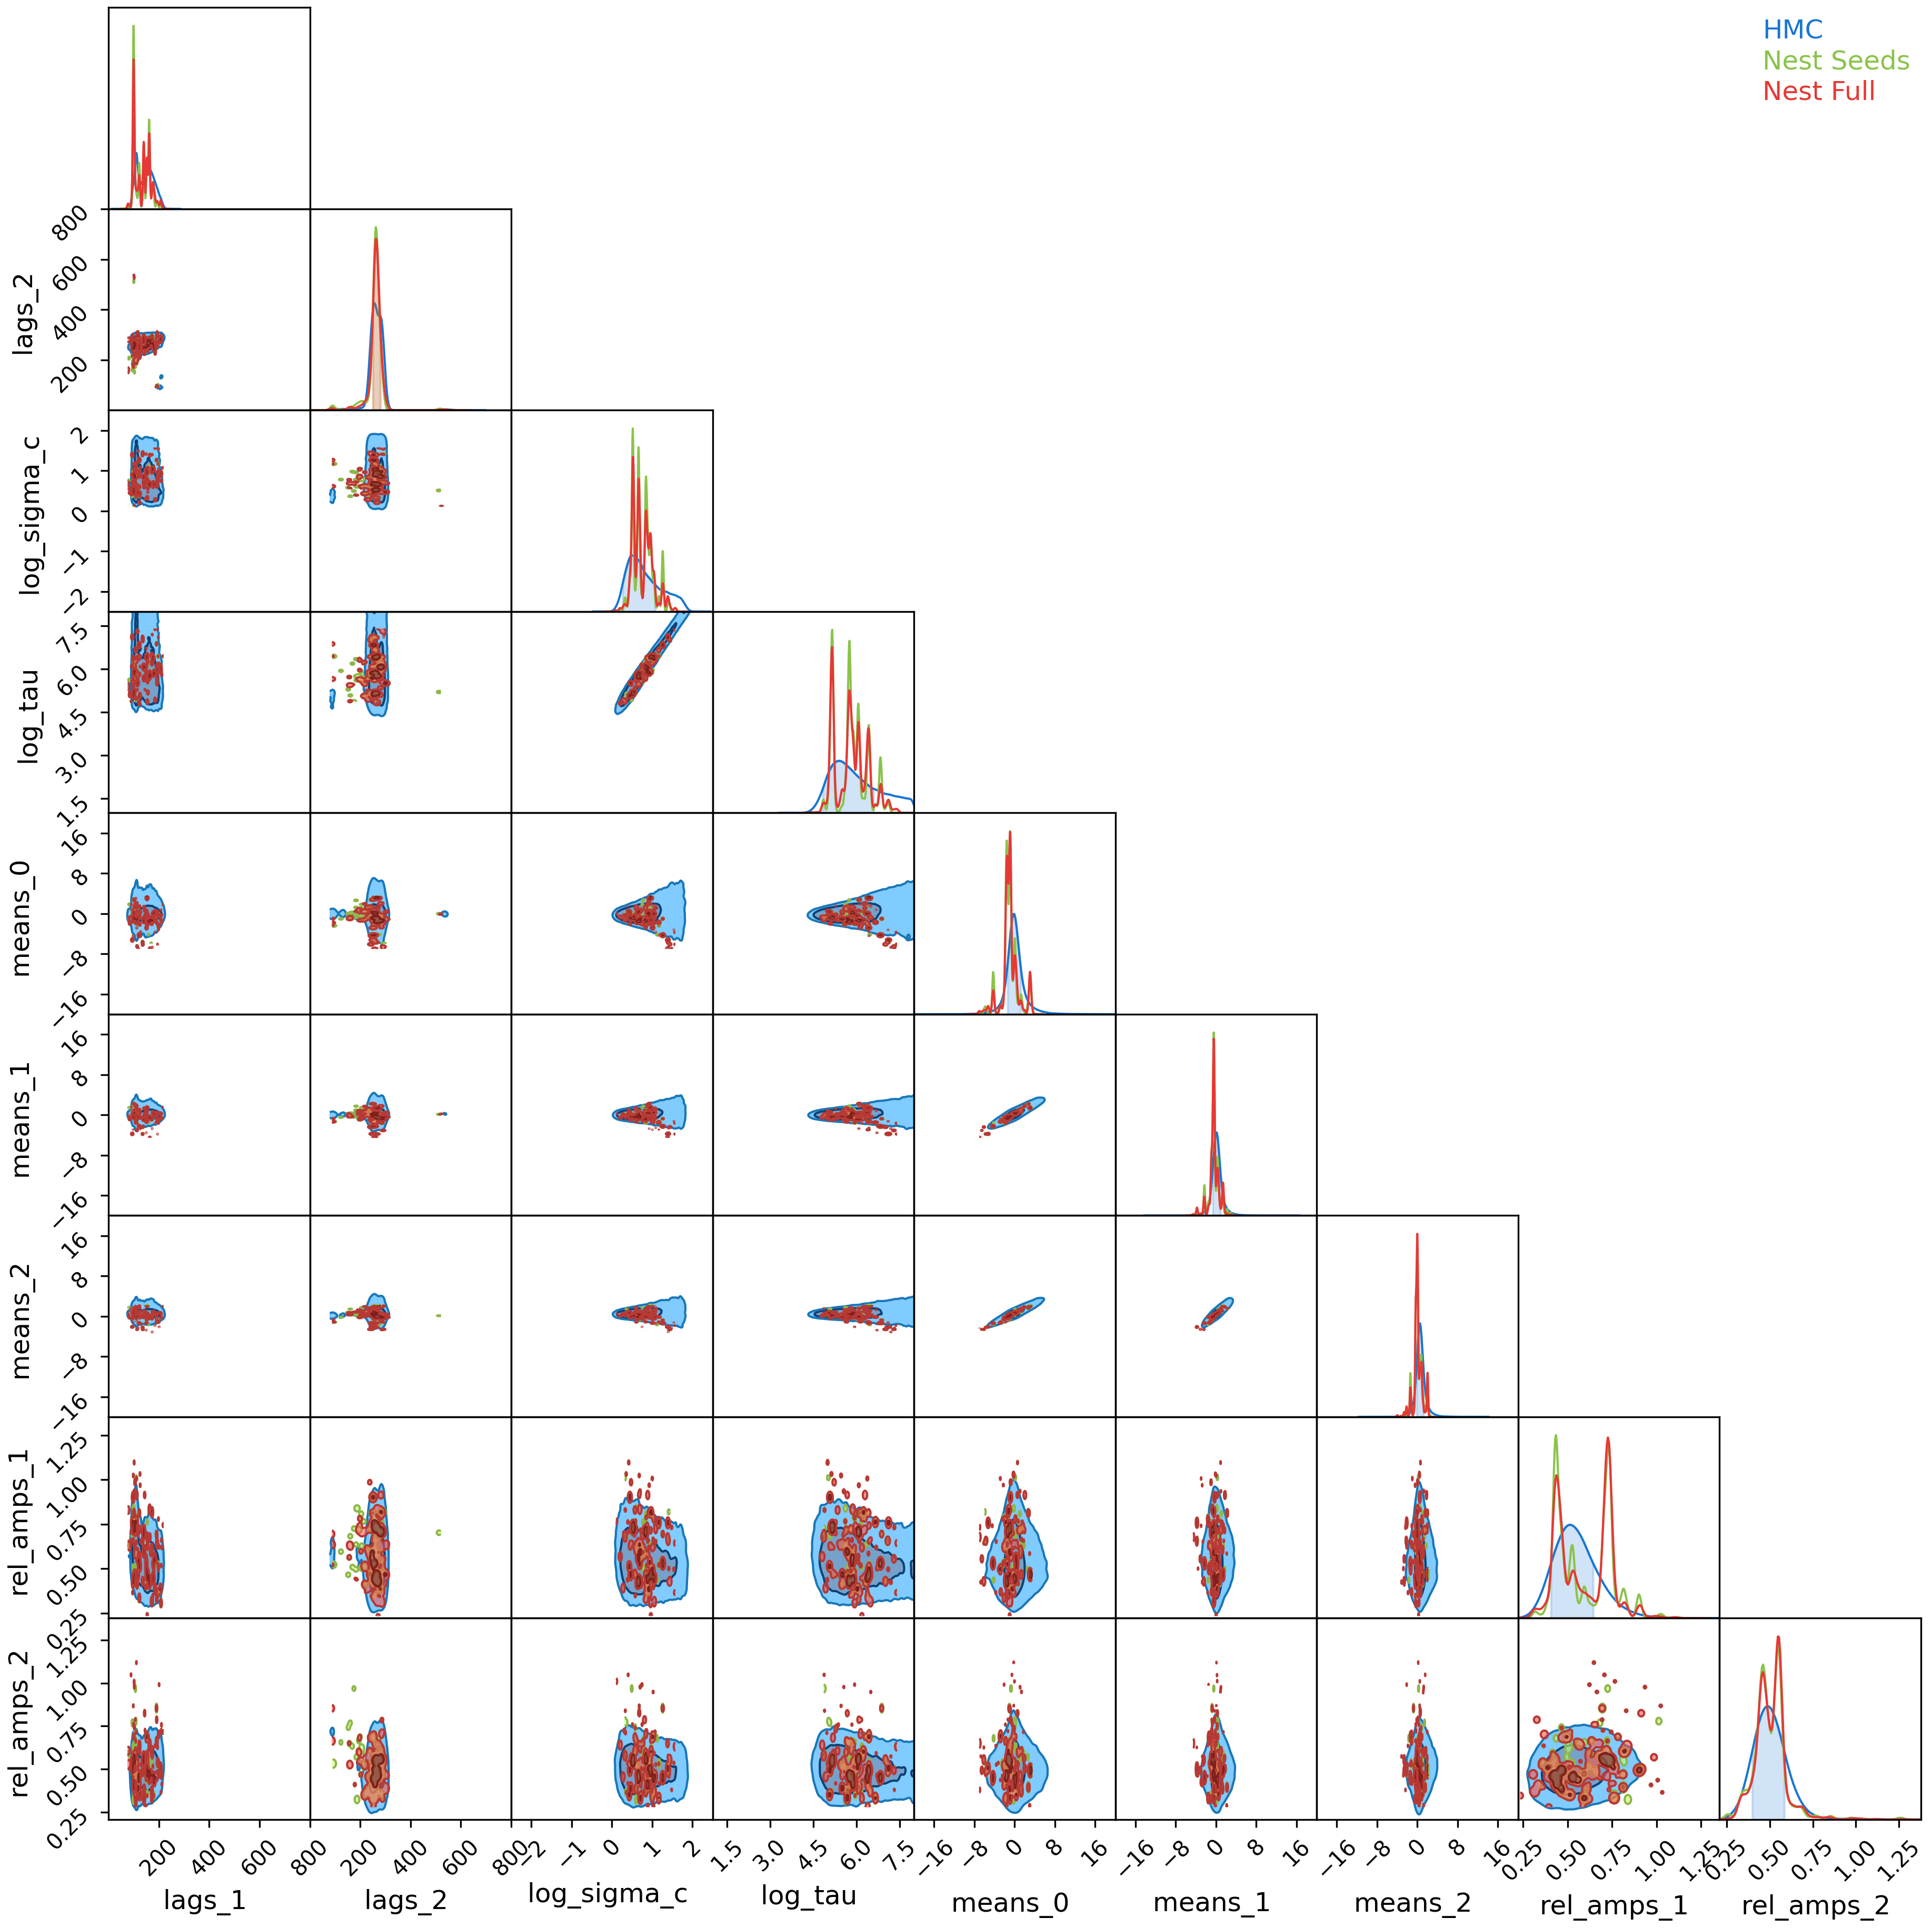 HMC
Nest Seeds
Nest Full
800
600
400
200
lags_2
2
1
0
−1
−2
log_sigma_c
7.5
6.0
4.5
3.0
1.5
log_tau
16
8
0
−8
−16
means_0
16
8
0
−8
−16
means_1
16
8
0
−8
−16
means_2
1.25
1.00
0.75
0.50
0.25
rel_amps_1
1.25
1.00
0.75
0.50
0.25
rel_amps_2
200 400 600 800
200 400 600 800
−2 −1 0 1 2
1.5 3.0 4.5 6.0 7.5
−16 −8 0 8 16
−16 −8 0 8 16
−16 −8 0 8 16
0.25 0.50 0.75 1.00 1.25
0.25 0.50 0.75 1.00 1.25
lags_1 lags_2 log_sigma_c log_tau means_0 means_1 means_2 rel_amps_1 rel_amps_2